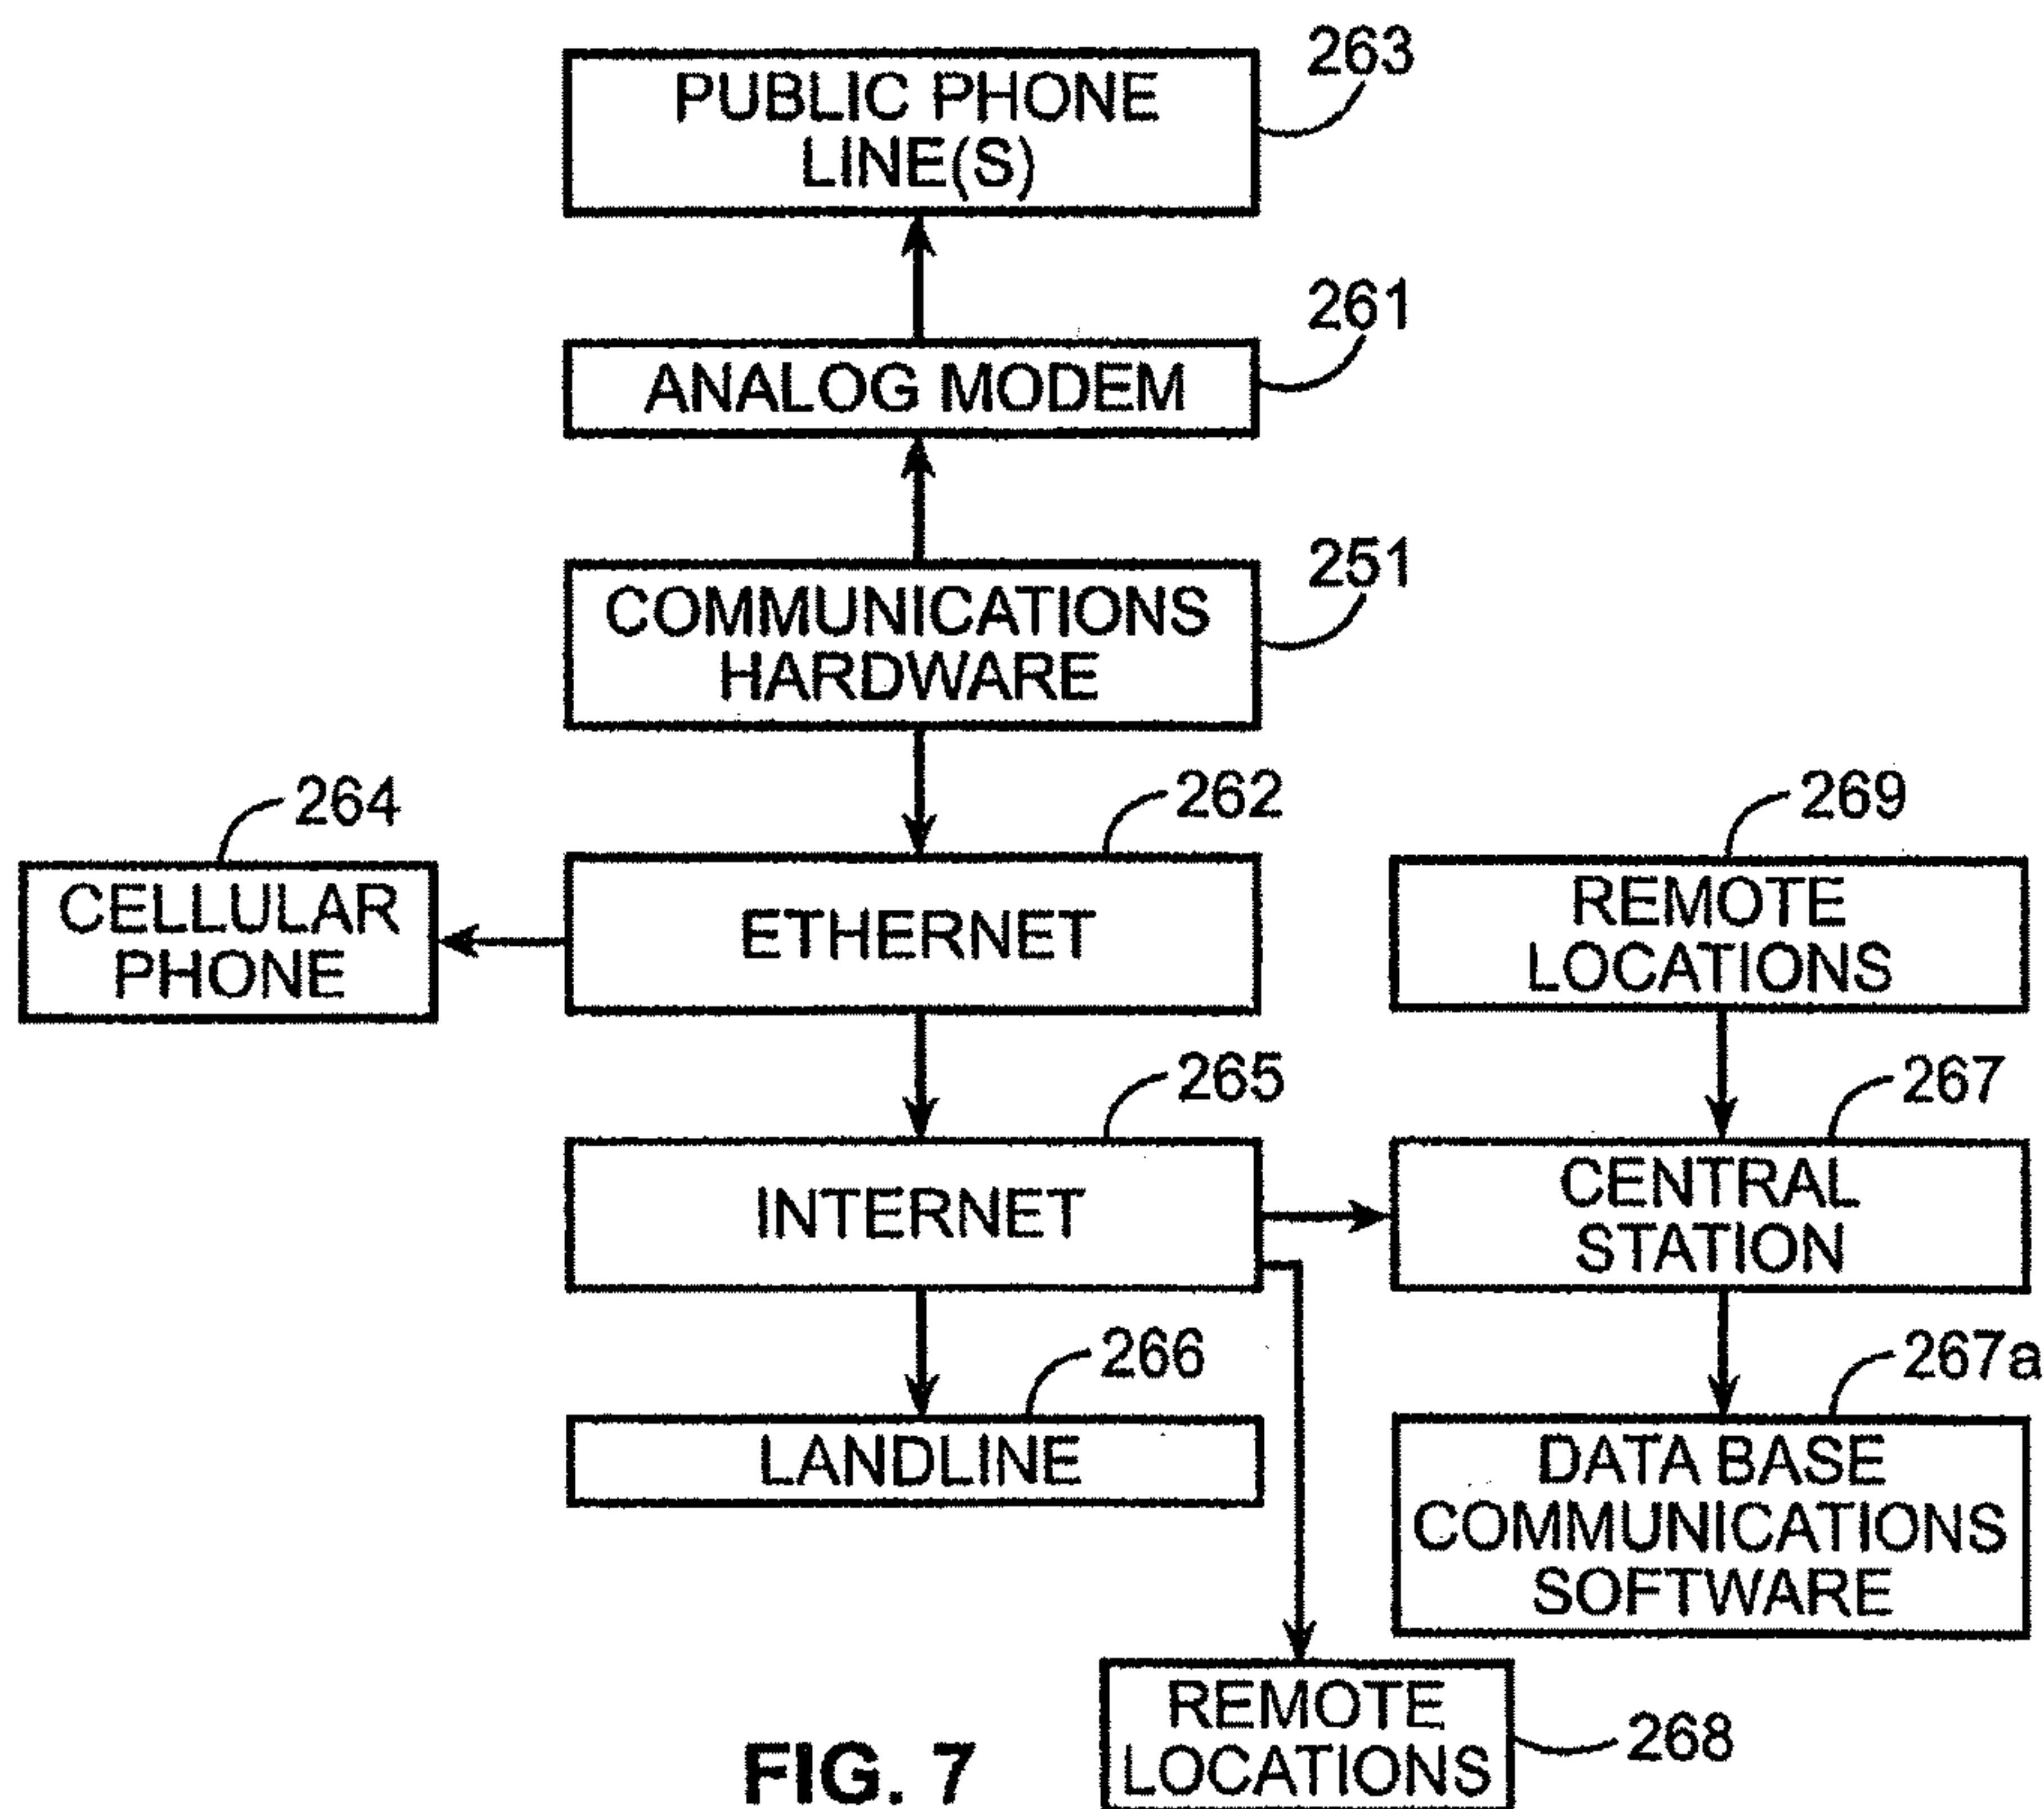 263
PUBLIC PHONE
LINE(S)
261
ANALOG MODEM
251
COMMUNICATIONS
HARDWARE
264
262
269
CELLULAR
PHONE
ETHERNET
REMOTE
LOCATIONS
265
267
INTERNET
CENTRAL
STATION
266
267a
LANDLINE
DATA BASE
COMMUNICATIONS
SOFTWARE
REMOTE
LOCATIONS
268
FIG. 7